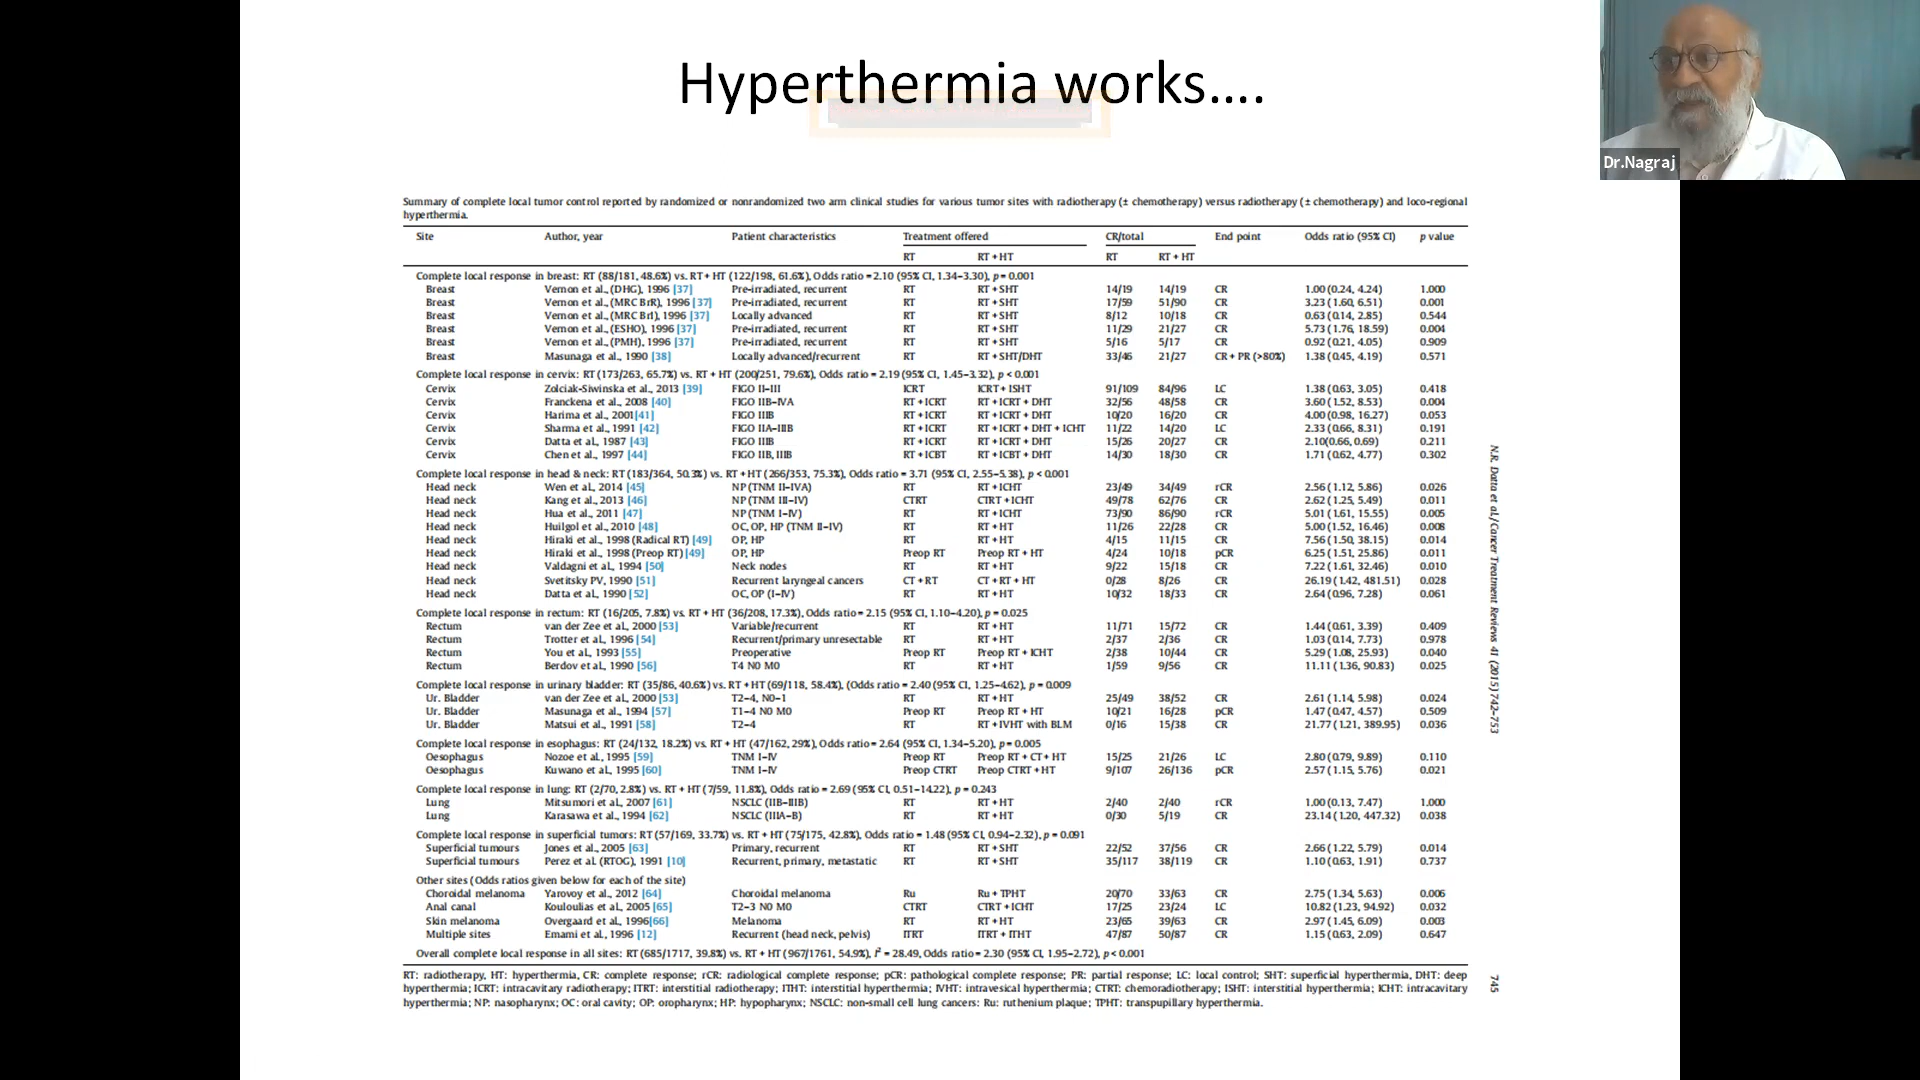 Hyperthermia works....
Dr.Nagraj
Summary of complete local tumor control reported by randomized or nonrandomized two arm clinical studies for various tumor sites with radiotherapy (± chemotherapy) versus radiotherapy (± chemotherapy) and loco-regional
hyperthermia.
Site Author, year Patient characteristics Treatment offered CR/total End point Odds ratio (95% CI) p value
RT RT + HT RT RT + HT
Complete local response in breast: RT (88/181, 48.6%) vs. RT + HT (122/198, 61.6%), Odds ratio = 2.10 (95% CI, 1.34–3.30), p = 0.001
Breast Vernon et al., (DHG), 1996 [37] Pre-irradiated, recurrent RT RT + SHT 14/19 14/19 CR 1.00 (0.24, 4.24) 1.000
Breast Vernon et al., (MRC BrR), 1996 [37] Pre-irradiated, recurrent RT RT + SHT 17/59 51/90 CR 3.23 (1.60, 6.51) 0.001
Breast Vernon et al., (MRC BrI), 1996 [37] Locally advanced RT RT + SHT 8/12 10/18 CR 0.63 (0.14, 2.85) 0.544
Breast Vernon et al., (ESHO), 1996 [37] Pre-irradiated, recurrent RT RT + SHT 11/29 21/27 CR 5.73 (1.76, 18.59) 0.004
Breast Vernon et al., (PMH), 1996 [37] Pre-irradiated, recurrent RT RT + SHT 5/16 5/17 CR 0.92 (0.21, 4.05) 0.909
Breast Masunaga et al., 1990 [38] Locally advanced/recurrent RT RT + SHT/DHT 33/46 21/27 CR + PR (>80%) 1.38 (0.45, 4.19) 0.571
Complete local response in cervix: RT (173/263, 65.7%) vs. RT + HT (200/251, 79.6%), Odds ratio = 2.19 (95% CI, 1.45–3.32), p < 0.001
Cervix Zolciak-Siwinska et al., 2013 [39] FIGO II–III ICRT ICRT + ISHT 91/109 84/96 LC 1.38 (0.63, 3.05) 0.418
Cervix Franckena et al., 2008 [40] FIGO IIB–IVA RT + ICRT RT + ICRT + DHT 32/56 48/58 CR 3.60 (1.52, 8.53) 0.004
Cervix Harima et al., 2001[41] FIGO IIIB RT + ICRT RT + ICRT + DHT 10/20 16/20 CR 4.00 (0.98, 16.27) 0.053
Cervix Sharma et al., 1991 [42] FIGO IIA–IIIB RT + ICRT RT + ICRT + DHT + ICHT 11/22 14/20 LC 2.33 (0.66, 8.31) 0.191
Cervix Datta et al., 1987 [43] FIGO IIIB RT + ICRT RT + ICRT + DHT 15/26 20/27 CR 2.10(0.66, 0.69) 0.211
Cervix Chen et al., 1997 [44] FIGO IIB, IIIB RT + ICBT RT + ICBT + DHT 14/30 18/30 CR 1.71 (0.62, 4.77) 0.302
Complete local response in head & neck: RT (183/364, 50.3%) vs. RT + HT (266/353, 75.3%), Odds ratio = 3.71 (95% CI, 2.55–5.38), p < 0.001
Head neck Wen et al., 2014 [45] NP (TNM II–IVA) RT RT + ICHT 23/49 34/49 rCR 2.56 (1.12, 5.86) 0.026
Head neck Kang et al., 2013 [46] NP (TNM III–IV) CTRT CTRT + ICHT 49/78 62/76 CR 2.62 (1.25, 5.49) 0.011
Head neck Hua et al., 2011 [47] NP (TNM I–IV) RT RT + ICHT 73/90 86/90 rCR 5.01 (1.61, 15.55) 0.005
Head neck Huilgol et al., 2010 [48] OC, OP, HP (TNM II–IV) RT RT + HT 11/26 22/28 CR 5.00 (1.52, 16.46) 0.008
Head neck Hiraki et al., 1998 (Radical RT) [49] OP, HP RT RT + HT 4/15 11/15 CR 7.56 (1.50, 38.15) 0.014
Head neck Hiraki et al., 1998 (Preop RT) [49] OP, HP Preop RT Preop RT + HT 4/24 10/18 pCR 6.25 (1.51, 25.86) 0.011
Head neck Valdagni et al., 1994 [50] Neck nodes RT RT + HT 9/22 15/18 CR 7.22 (1.61, 32.46) 0.010
Head neck Svetitsky PV, 1990 [51] Recurrent laryngeal cancers CT + RT CT + RT + HT 0/28 8/26 CR 26.19 (1.42, 481.51) 0.028
Head neck Datta et al., 1990 [52] OC, OP (I–IV) RT RT + HT 10/32 18/33 CR 2.64 (0.96, 7.28) 0.061
Complete local response in rectum: RT (16/205, 7.8%) vs. RT + HT (36/208, 17.3%), Odds ratio = 2.15 (95% CI, 1.10–4.20), p = 0.025
Rectum van der Zee et al., 2000 [53] Variable/recurrent RT RT + HT 11/71 15/72 CR 1.44 (0.61, 3.39) 0.409
Rectum Trotter et al., 1996 [54] Recurrent/primary unresectable RT RT + HT 2/37 2/36 CR 1.03 (0.14, 7.73) 0.978
Rectum You et al., 1993 [55] Preoperative Preop RT Preop RT + ICHT 2/38 10/44 CR 5.29 (1.08, 25.93) 0.040
Rectum Berdov et al., 1990 [56] T4 N0 M0 RT RT + HT 1/59 9/56 CR 11.11 (1.36, 90.83) 0.025
Complete local response in urinary bladder: RT (35/86, 40.6%) vs. RT + HT (69/118, 58.4%), (Odds ratio = 2.40 (95% CI, 1.25–4.62), p = 0.009
Ur. Bladder van der Zee et al., 2000 [53] T2–4, N0–1 RT RT + HT 25/49 38/52 CR 2.61 (1.14, 5.98) 0.024
Ur. Bladder Masunaga et al., 1994 [57] T1–4 N0 M0 Preop RT Preop RT + HT 10/21 16/28 pCR 1.47 (0.47, 4.57) 0.509
Ur. Bladder Matsui et al., 1991 [58] T2–4 RT RT + IVHT with BLM 0/16 15/38 CR 21.77 (1.21, 389.95) 0.036
Complete local response in esophagus: RT (24/132, 18.2%) vs. RT + HT (47/162, 29%), Odds ratio = 2.64 (95% CI, 1.34–5.20), p = 0.005
Oesophagus Nozoe et al., 1995 [59] TNM I–IV Preop RT Preop RT + CT + HT 15/25 21/26 LC 2.80 (0.79, 9.89) 0.110
Oesophagus Kuwano et al., 1995 [60] TNM I–IV Preop CTRT Preop CTRT + HT 9/107 26/136 pCR 2.57 (1.15, 5.76) 0.021
Complete local response in lung: RT (2/70, 2.8%) vs. RT + HT (7/59, 11.8%), Odds ratio = 2.69 (95% CI, 0.51–14.22), p = 0.243
Lung Mitsumori et al., 2007 [61] NSCLC (IIB–IIIB) RT RT + HT 2/40 2/40 rCR 1.00 (0.13, 7.47) 1.000
Lung Karasawa et al., 1994 [62] NSCLC (IIIA–B) RT RT + HT 0/30 5/19 CR 23.14 (1.20, 447.32) 0.038
Complete local response in superficial tumors: RT (57/169, 33.7%) vs. RT + HT (75/175, 42.8%), Odds ratio = 1.48 (95% CI, 0.94–2.32), p = 0.091
Superficial tumours Jones et al., 2005 [63] Primary, recurrent RT RT + SHT 22/52 37/56 CR 2.66 (1.22, 5.79) 0.014
Superficial tumours Perez et al. (RTOG), 1991 [10] Recurrent, primary, metastatic RT RT + SHT 35/117 38/119 CR 1.10 (0.63, 1.91) 0.737
Other sites (Odds ratios given below for each of the site)
Choroidal melanoma Yarovoy et al., 2012 [64] Choroidal melanoma Ru Ru + TPHT 20/70 33/63 CR 2.75 (1.34, 5.63) 0.006
Anal canal Kouloulias et al., 2005 [65] T2–3 N0 M0 CTRT CTRT + ICHT 17/25 23/24 LC 10.82 (1.23, 94.92) 0.032
Skin melanoma Overgaard et al., 1996[66] Melanoma RT RT + HT 23/65 39/63 CR 2.97 (1.45, 6.09) 0.003
Multiple sites Emami et al., 1996 [12] Recurrent (head neck, pelvis) ITRT ITRT + ITHT 47/87 50/87 CR 1.15 (0.63, 2.09) 0.647
Overall complete local response in all sites: RT (685/1717, 39.8%) vs. RT + HT (967/1761, 54.9%), I² = 28.49, Odds ratio = 2.30 (95% CI, 1.95–2.72), p < 0.001
RT: radiotherapy, HT: hyperthermia, CR: complete response; rCR: radiological complete response; pCR: pathological complete response; PR: partial response; LC: local control; SHT: superficial hyperthermia, DHT: deep
hyperthermia; ICRT: intracavitary radiotherapy; ITRT: interstitial radiotherapy; ITHT: interstitial hyperthermia; IVHT: intravesical hyperthermia; CTRT: chemoradiotherapy; ISHT: interstitial hyperthermia; ICHT: intracavitary
hyperthermia; NP: nasopharynx; OC: oral cavity; OP: oropharynx; HP: hypopharynx; NSCLC: non-small cell lung cancers: Ru: ruthenium plaque; TPHT: transpupillary hyperthermia.
N.R. Datta et al. / Cancer Treatment Reviews 41 (2015) 742–753
745